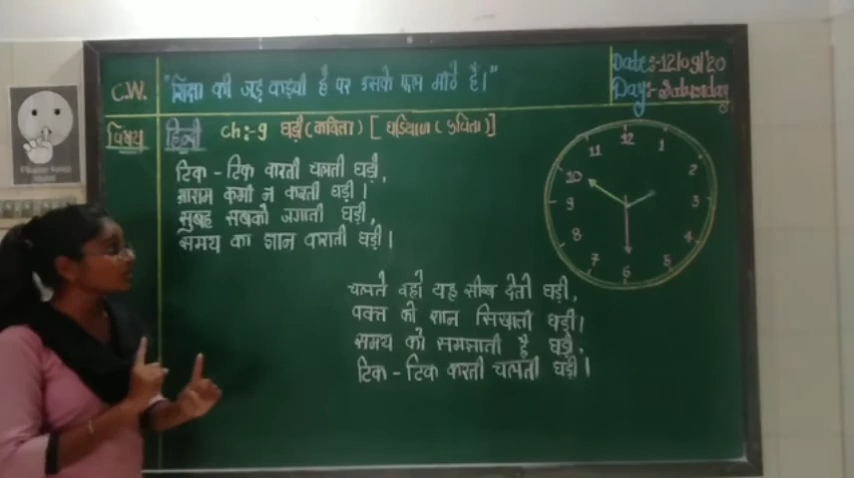 C.W.
"शिक्षा की जड़ कड़वी है पर उसके फल मीठे हैं।"
Date:-12/09/'20
Day:- Saturday
विषय हिन्दी ch:-9 घड़ी (कविता) [ घडियाण (કविता)]
टिक - टिक करती चलती घड़ी,
आराम कभी न करती घड़ी।
सुबह सबको जगाती घड़ी,
समय का ज्ञान कराती घड़ी।
चलते रहो यह सीख देती घड़ी,
वक्त की शान सिखाती घड़ी।
समय को समझाती है घड़ी,
टिक - टिक करती चलती घड़ी।
12
1
2
3
4
5
6
7
8
9
10
11